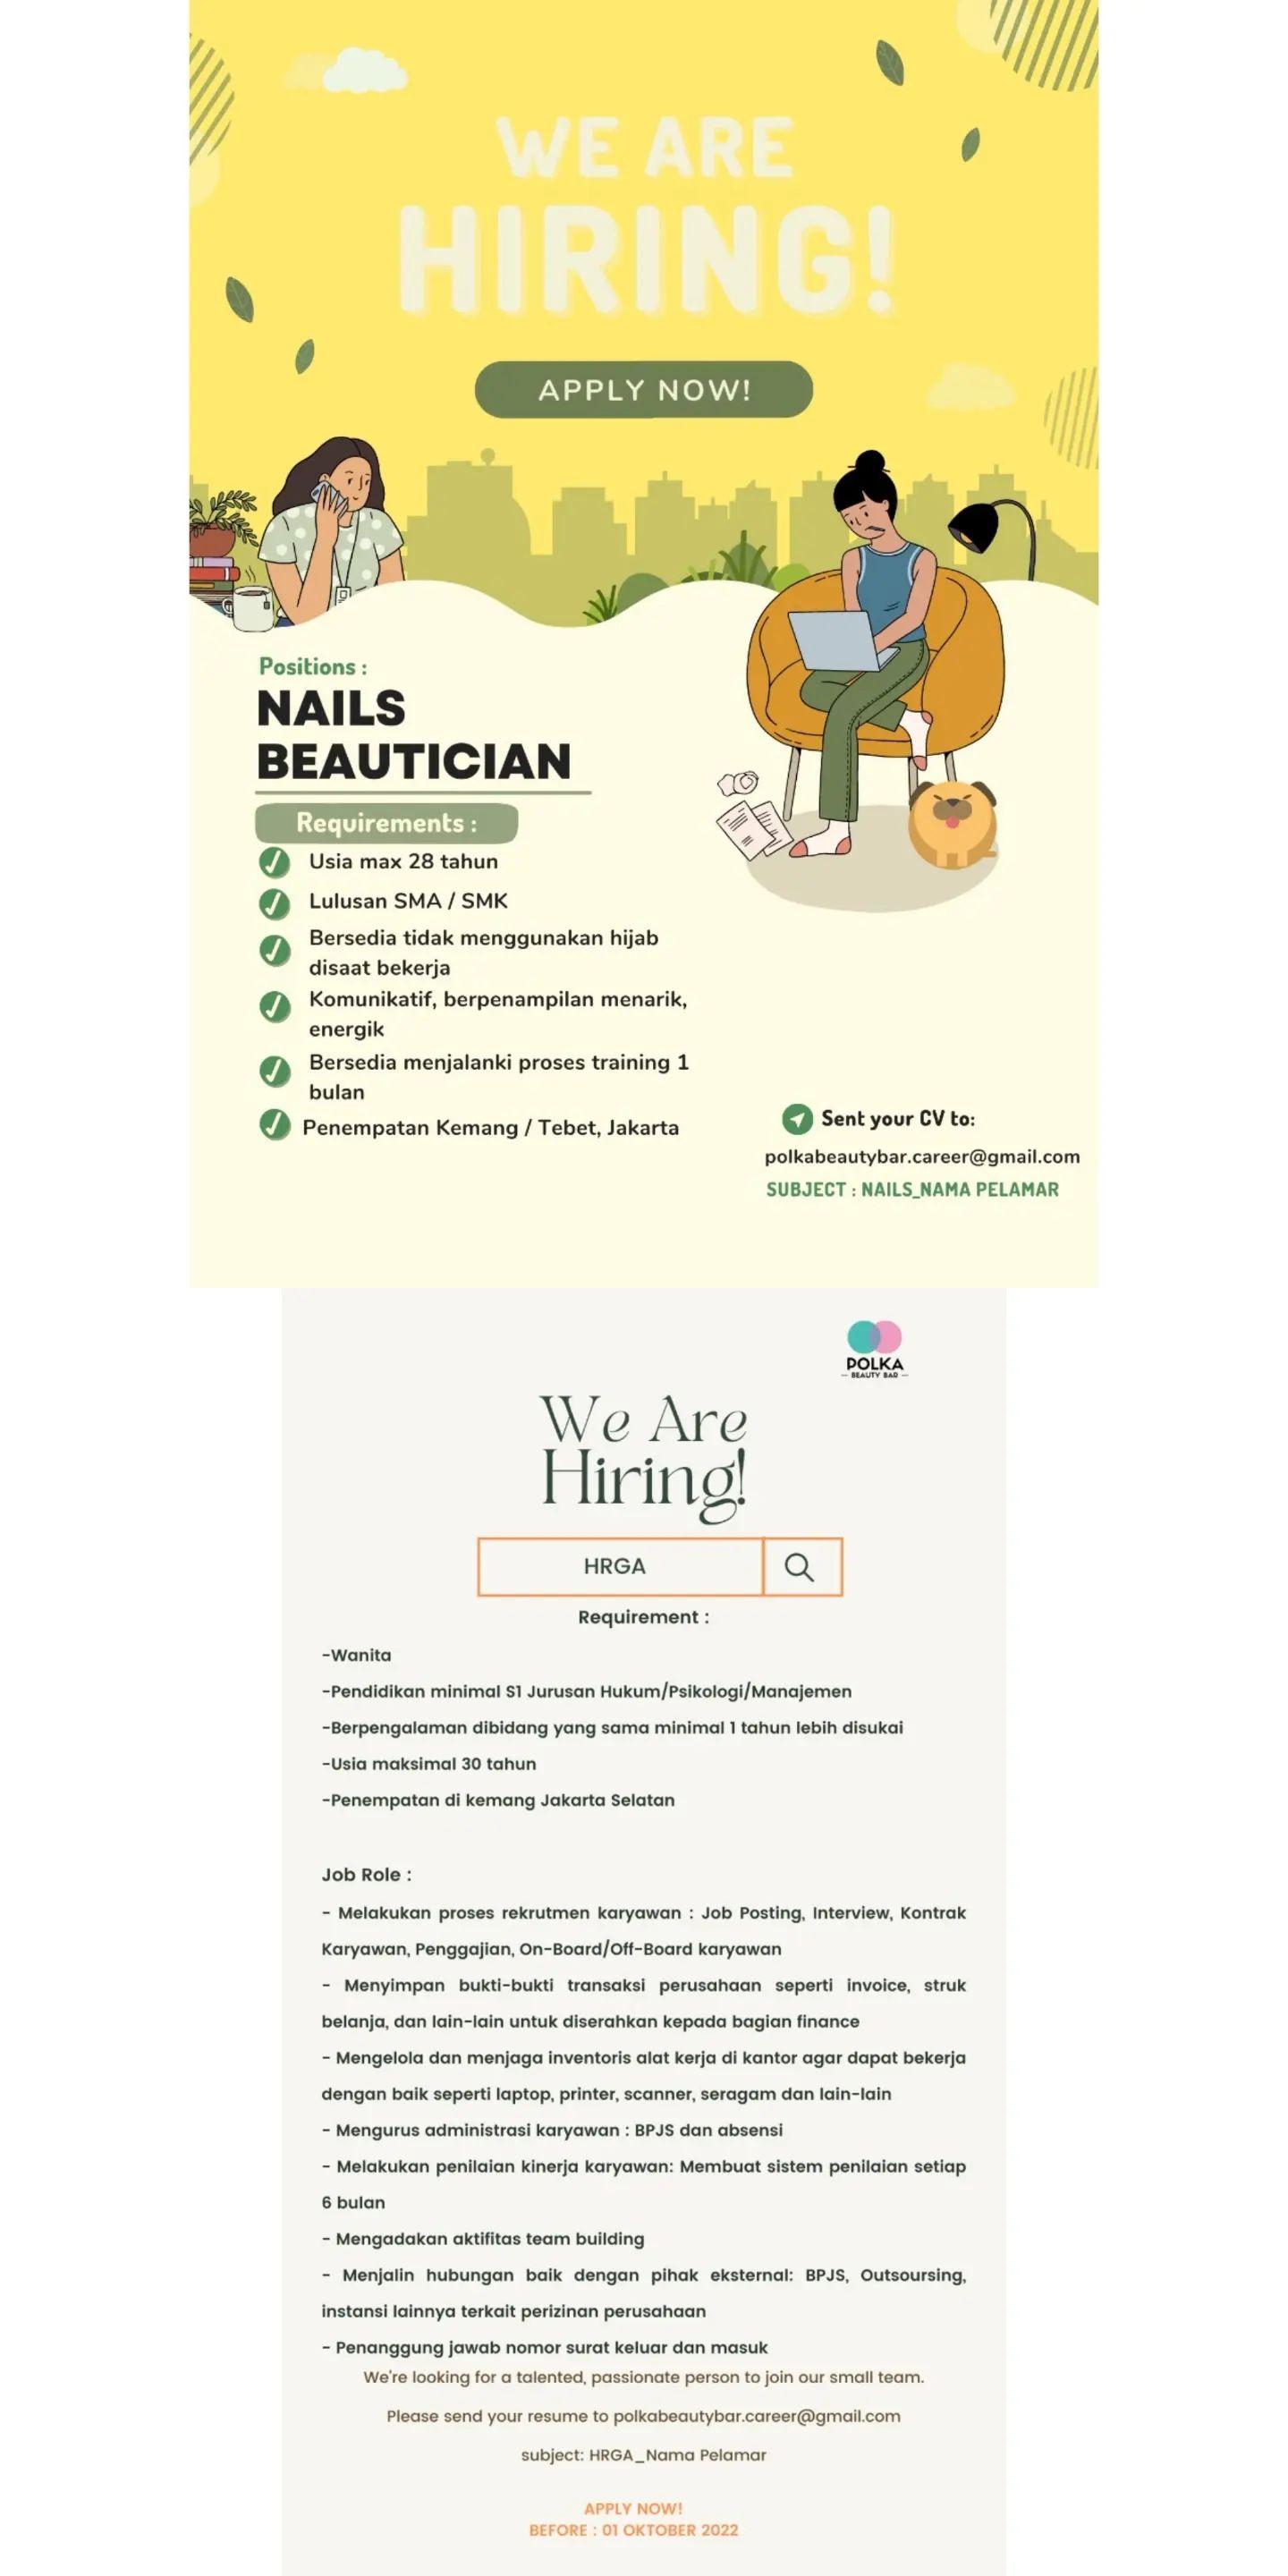 WE ARE
HIRING!
APPLY NOW!
Positions :
NAILS
BEAUTICIAN
Requirements :
Usia max 28 tahun
Lulusan SMA / SMK
Bersedia tidak menggunakan hijab
disaat bekerja
Komunikatif, berpenampilan menarik,
energik
Bersedia menjalanki proses training 1
bulan
Penempatan Kemang / Tebet, Jakarta
Sent your CV to:
polkabeautybar.career@gmail.com
SUBJECT : NAILS_NAMA PELAMAR
POLKA
— BEAUTY BAR —
We Are
Hiring!
HRGA
Requirement :
-Wanita
-Pendidikan minimal S1 Jurusan Hukum/Psikologi/Manajemen
-Berpengalaman dibidang yang sama minimal 1 tahun lebih disukai
-Usia maksimal 30 tahun
-Penempatan di kemang Jakarta Selatan
Job Role :
- Melakukan proses rekrutmen karyawan : Job Posting, Interview, Kontrak
Karyawan, Penggajian, On-Board/Off-Board karyawan
- Menyimpan bukti-bukti transaksi perusahaan seperti invoice, struk
belanja, dan lain-lain untuk diserahkan kepada bagian finance
- Mengelola dan menjaga inventoris alat kerja di kantor agar dapat bekerja
dengan baik seperti laptop, printer, scanner, seragam dan lain-lain
- Mengurus administrasi karyawan : BPJS dan absensi
- Melakukan penilaian kinerja karyawan: Membuat sistem penilaian setiap
6 bulan
- Mengadakan aktifitas team building
- Menjalin hubungan baik dengan pihak eksternal: BPJS, Outsoursing,
instansi lainnya terkait perizinan perusahaan
- Penanggung jawab nomor surat keluar dan masuk
We're looking for a talented, passionate person to join our small team.
Please send your resume to polkabeautybar.career@gmail.com
subject: HRGA_Nama Pelamar
APPLY NOW!
BEFORE : 01 OKTOBER 2022